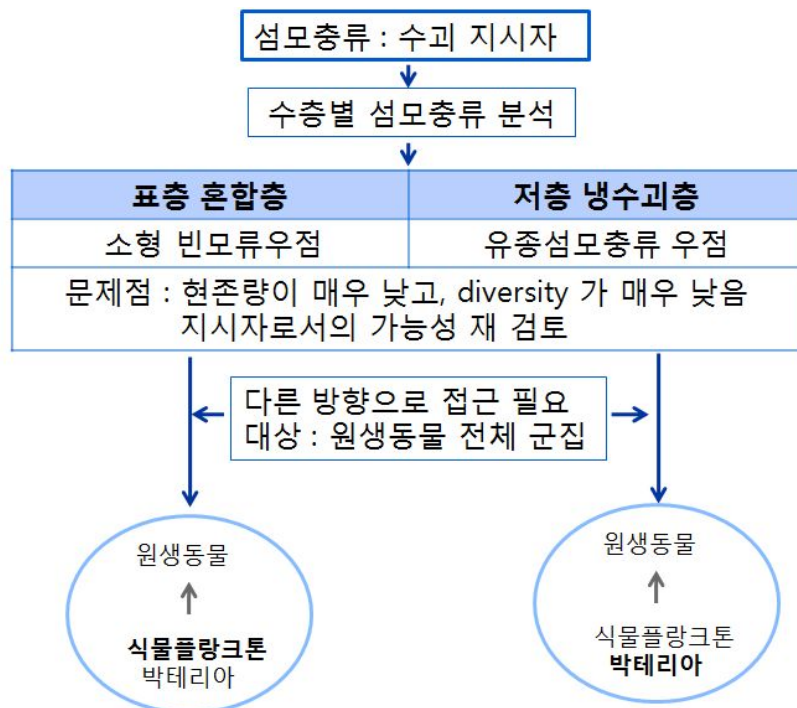 섬모충류 : 수괴 지시자
수층별 섬모충류 분석
표층 혼합층
저층 냉수괴층
소형 빈모류우점
유종섬모충류 우점
문제점 : 현존량이 매우 낮고, diversity 가 매우 낮음
지시자로서의 가능성 재 검토
다른 방향으로 접근 필요
대상 : 원생동물 전체 군집
원생동물
식물플랑크톤
박테리아
원생동물
식물플랑크톤
박테리아